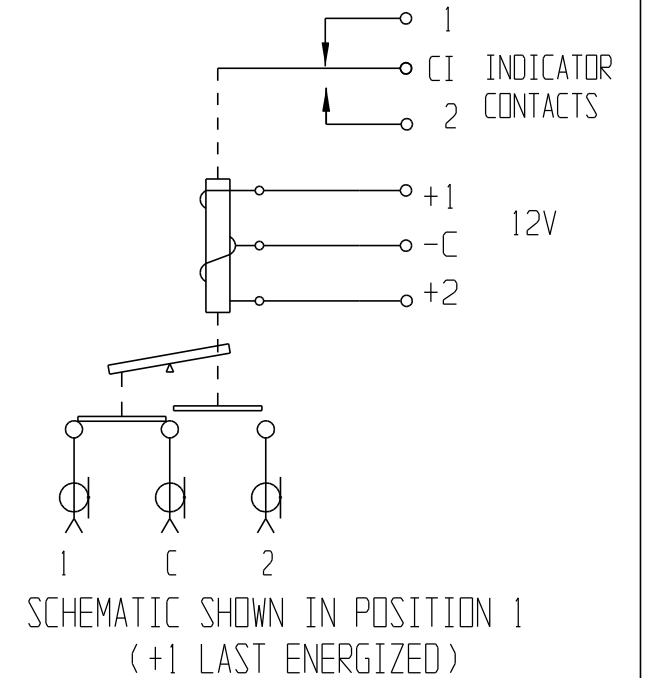 1
CI INDICATOR
CONTACTS
2
+1
12V
-C
+2
1 C 2
SCHEMATIC SHOWN IN POSITION 1
(+1 LAST ENERGIZED)